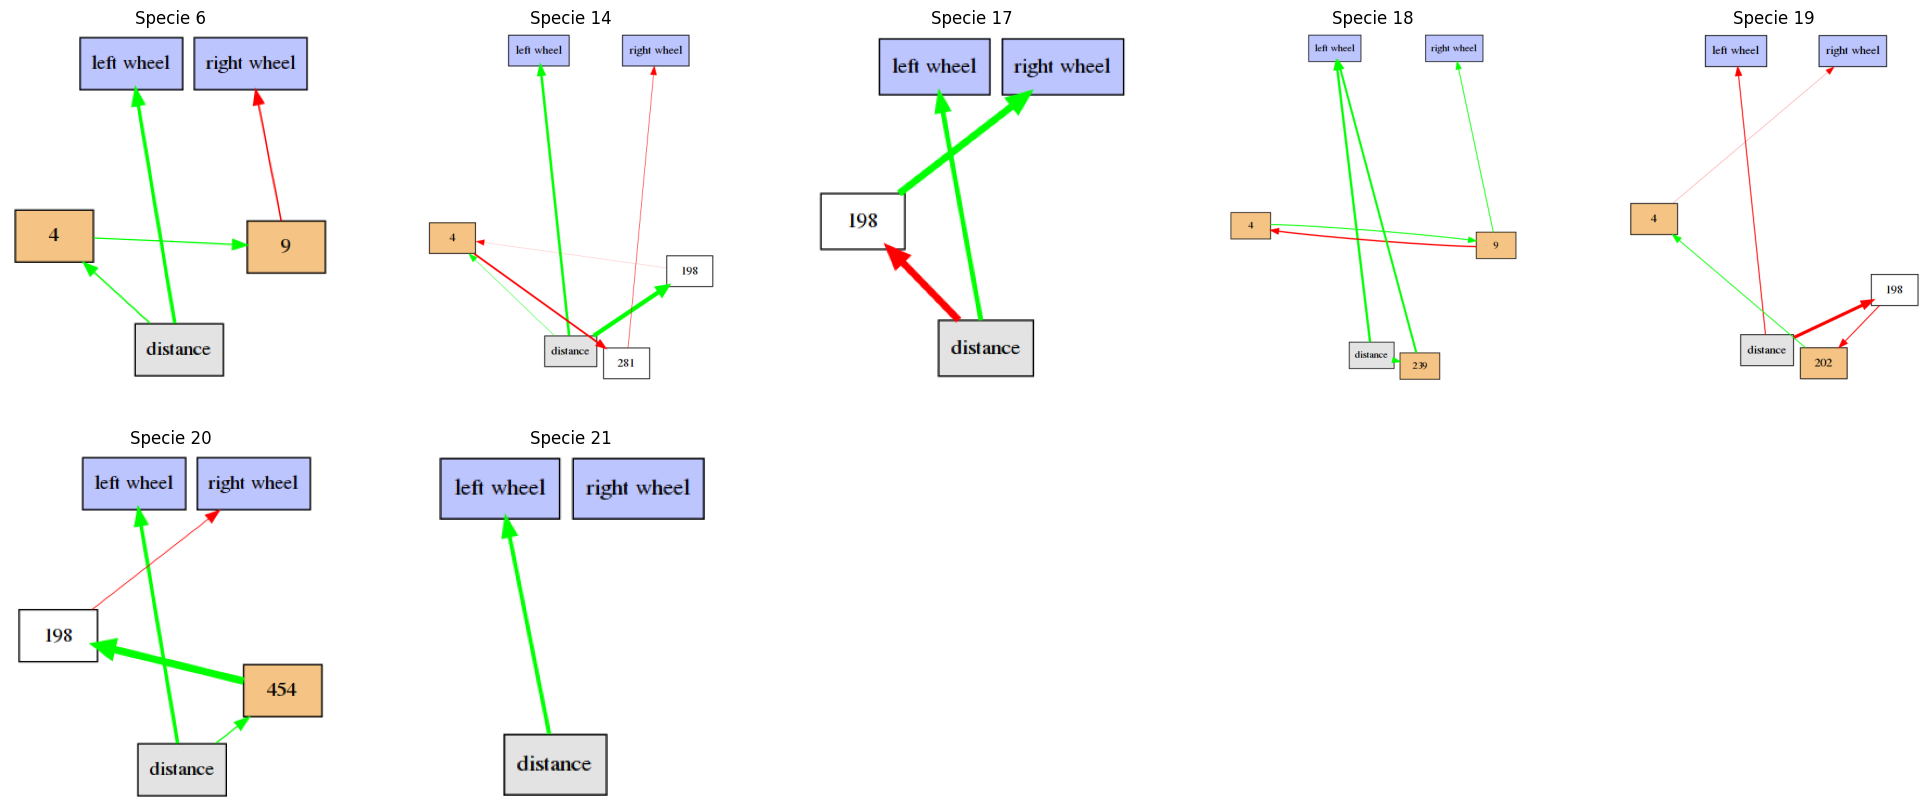 Specie 6
left wheel
right wheel
4
9
distance
Specie 14
left wheel
right wheel
4
198
distance
281
Specie 17
left wheel
right wheel
198
distance
Specie 18
left wheel
right wheel
4
9
distance
239
Specie 19
left wheel
right wheel
4
198
distance
202
Specie 20
left wheel
right wheel
198
454
distance
Specie 21
left wheel
right wheel
distance